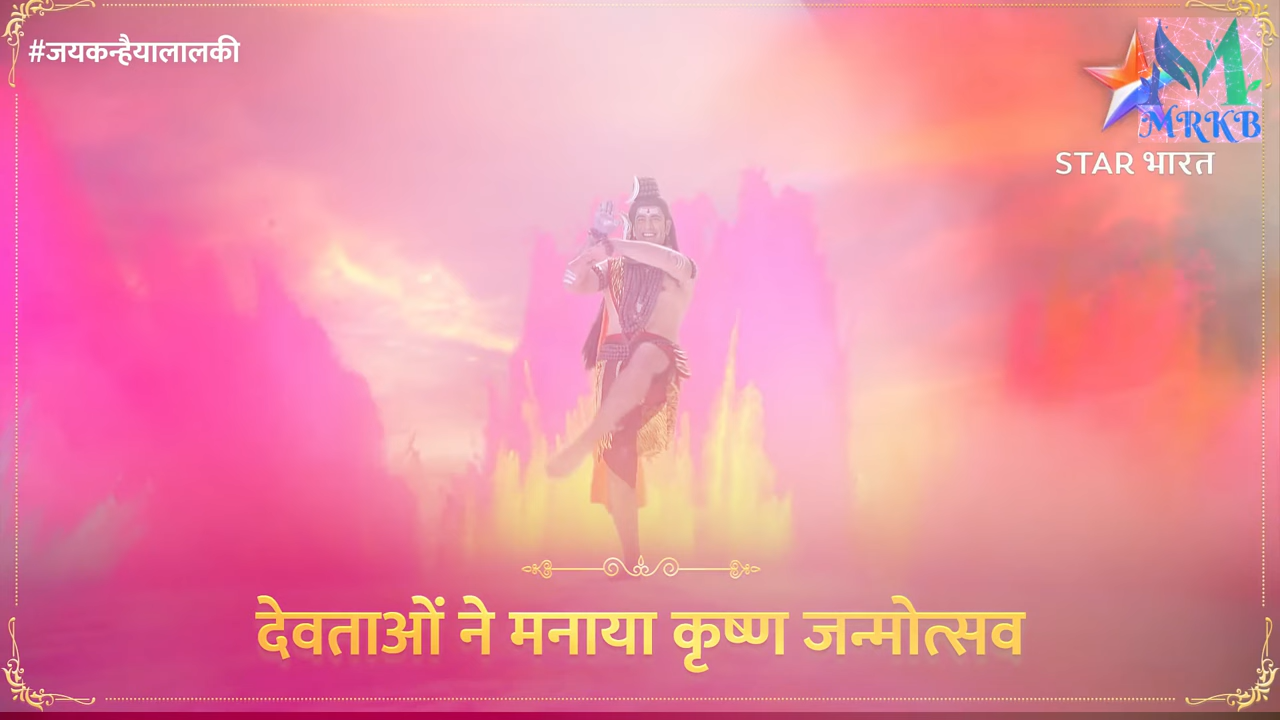 #जयकन्हैयालालकी
MRKB
STAR भारत
देवताओं ने मनाया कृष्ण जन्मोत्सव